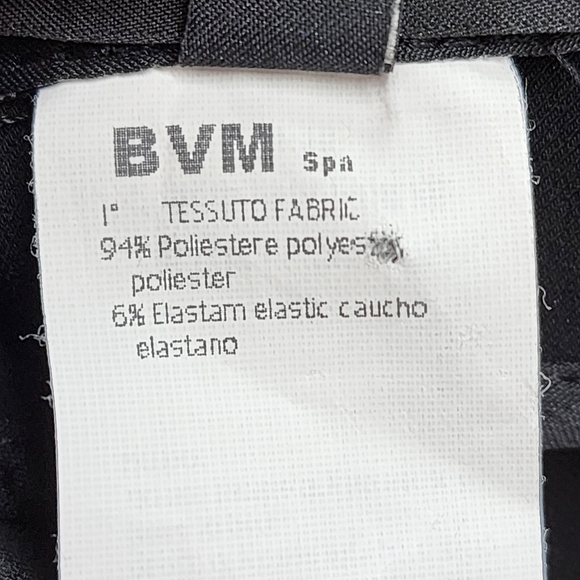 BVM Spa
1° TESSUTO FABRIC
94% Poliestere
poliester
6% Elastam elastic caucho
elastano